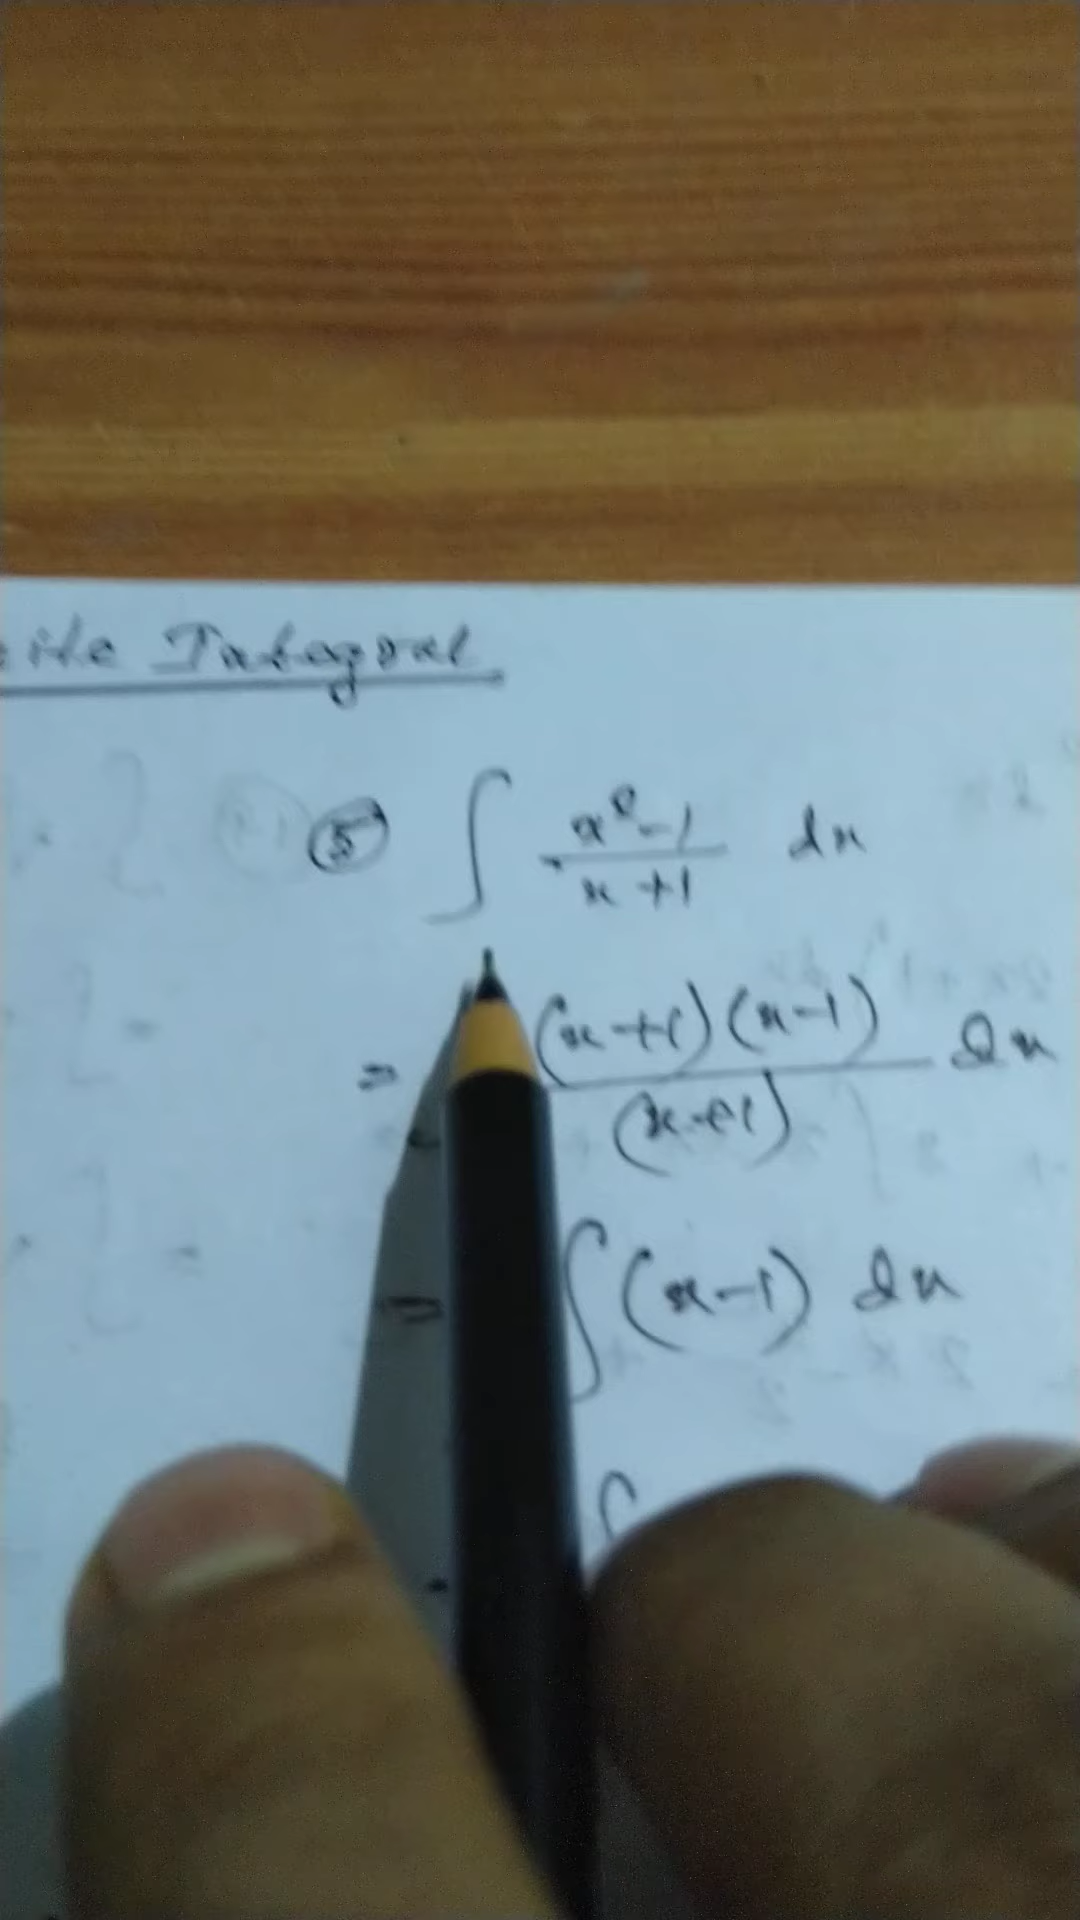 ite Integral
⑤ ∫ x²-1 / x+1 dx
= (x+1)(x-1) / (x+1) dx
= ∫ (x-1) dx
∫